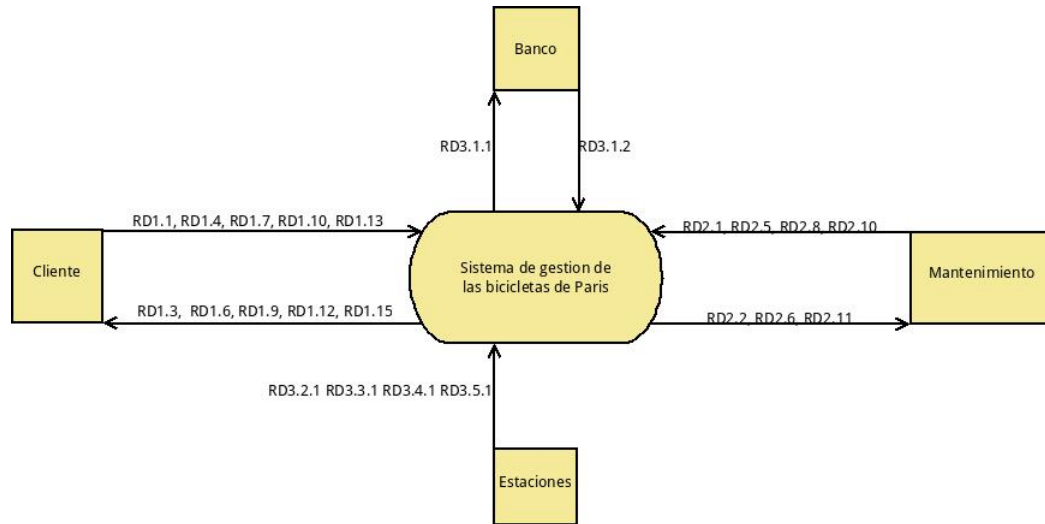 Banco
RD3.1.1
RD3.1.2
RD1.1, RD1.4, RD1.7, RD1.10, RD1.13
RD2.1, RD2.5, RD2.8, RD2.10
Cliente
Sistema de gestion de
las bicicletas de Paris
Mantenimiento
RD1.3, RD1.6, RD1.9, RD1.12, RD1.15
RD2.2, RD2.6, RD2.11
RD3.2.1 RD3.3.1 RD3.4.1 RD3.5.1
Estaciones